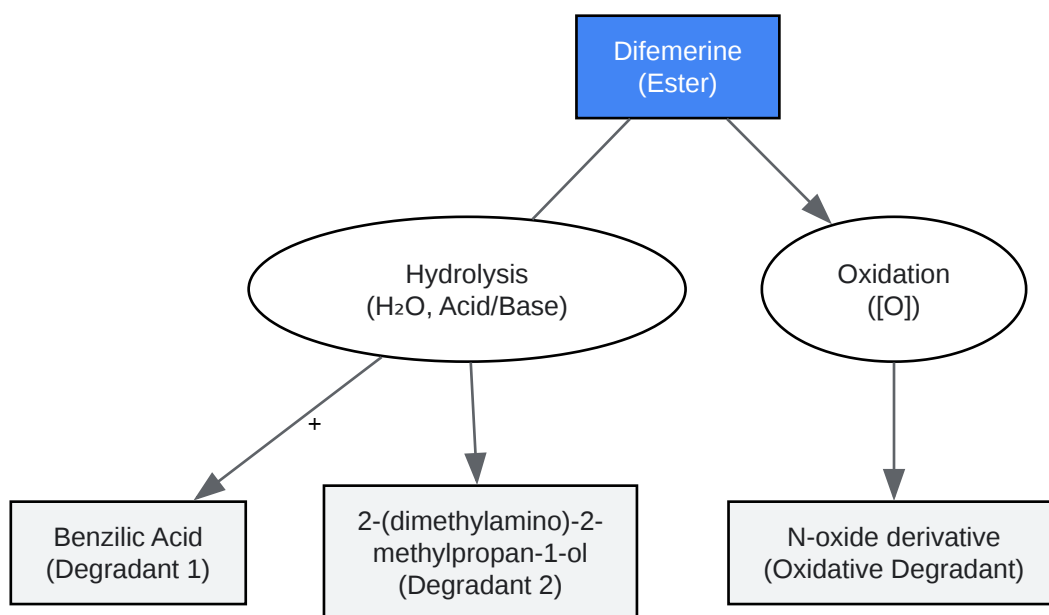 Difemerine
(Ester)
Hydrolysis
(H₂O, Acid/Base)
Oxidation
([O])
+
Benzilic Acid
(Degradant 1)
2-(dimethylamino)-2-
methylpropan-1-ol
(Degradant 2)
N-oxide derivative
(Oxidative Degradant)